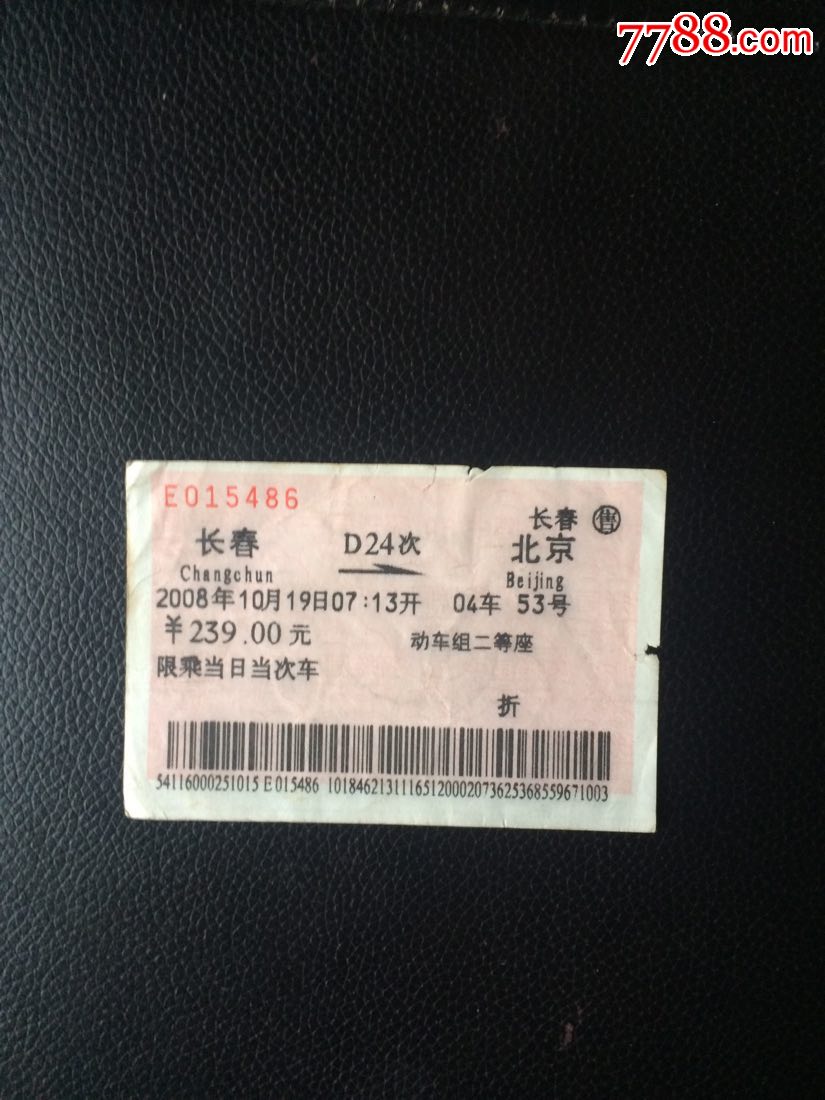 7788.com
E015486
长春 售
长春 D24次 北京
Changchun Beijing
2008年10月19日07:13开 04车 53号
￥239.00元 动车组二等座
限乘当日当次车
折
54116000251015 E015486 10184621311165120002073625368559671003